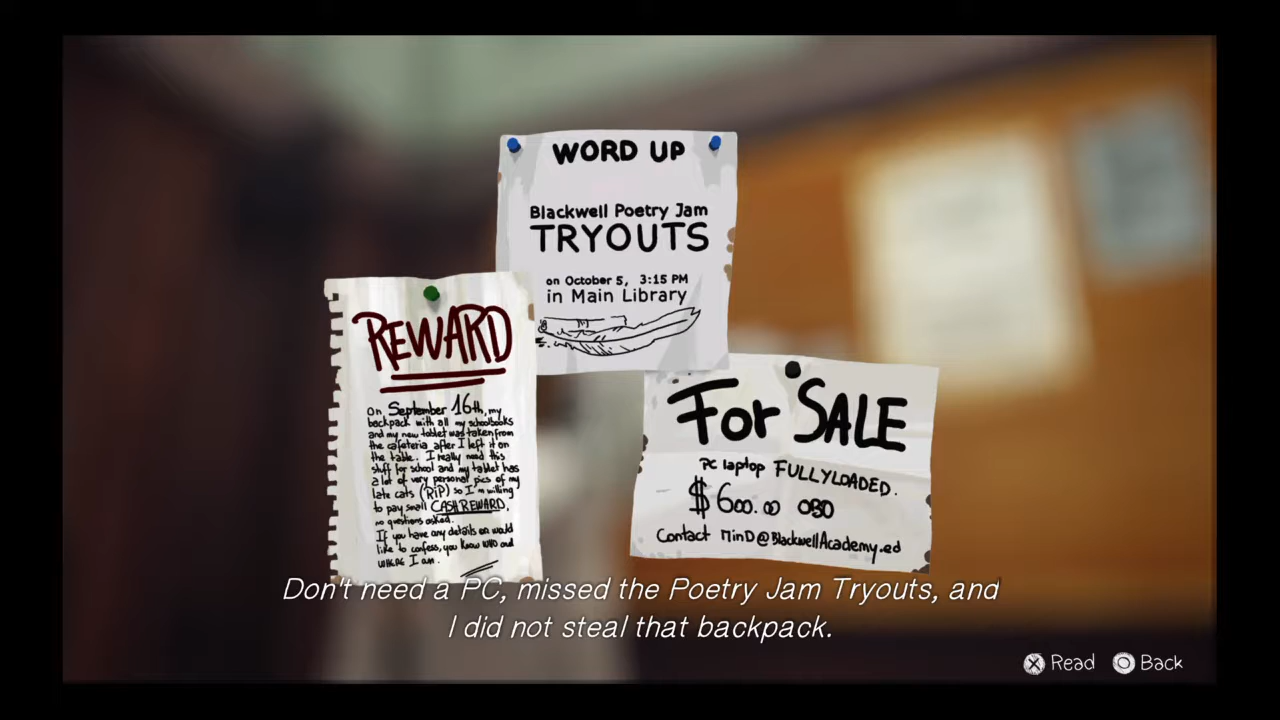 WORD UP
Blackwell Poetry Jam
TRYOUTS
on October 5, 3:15 PM
in Main Library
REWARD
on September 16th, my
backpack with all my schoolbooks
and my new tablet was taken from
the cafeteria after I left it on
the table. I really need this
stuff for school and my tablet has
a lot of very personal pics of my
late cats (RIP) so I'm willing
to pay small CASH REWARD,
no questions asked.
If you have any details or would
like to confess, you know WHO and
WHERE I am.
For SALE
PC laptop FULLY LOADED.
$600.00 OBO
Contact MinD@BlackwellAcademy.ed
Don't need a PC, missed the Poetry Jam Tryouts, and
I did not steal that backpack.
Read Back